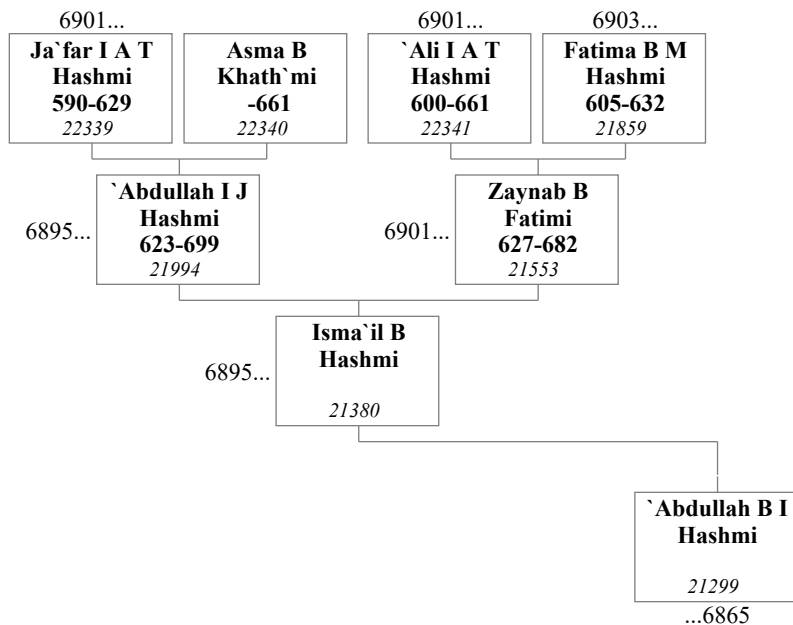 6901...
6901...
6903...
Ja`far I A T
Hashmi
590-629
22339
Asma B
Khath`mi
-661
22340
`Ali I A T
Hashmi
600-661
22341
Fatima B M
Hashmi
605-632
21859
6895...
`Abdullah I J
Hashmi
623-699
21994
6901...
Zaynab B
Fatimi
627-682
21553
6895...
Isma`il B
Hashmi
21380
`Abdullah B I
Hashmi
21299
...6865